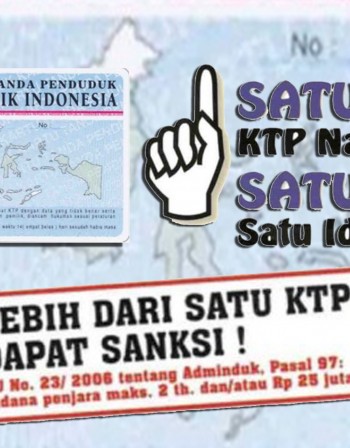 No :
ANDA PENDUDUK
IK INDONESIA
No :
SATU
KTP Na
SATU
Satu Id
EBIH DARI SATU KTP
DAPAT SANKSI !
No. 23/ 2006 tentang Adminduk, Pasal 97:
dana penjara maks. 2 th. dan/atau Rp 25 juta